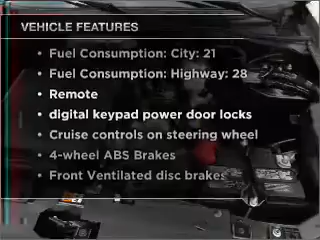 VEHICLE FEATURES
• Fuel Consumption: City: 21
• Fuel Consumption: Highway: 28
• Remote
• digital keypad power door locks
• Cruise controls on steering wheel
• 4-wheel ABS Brakes
• Front Ventilated disc brakes